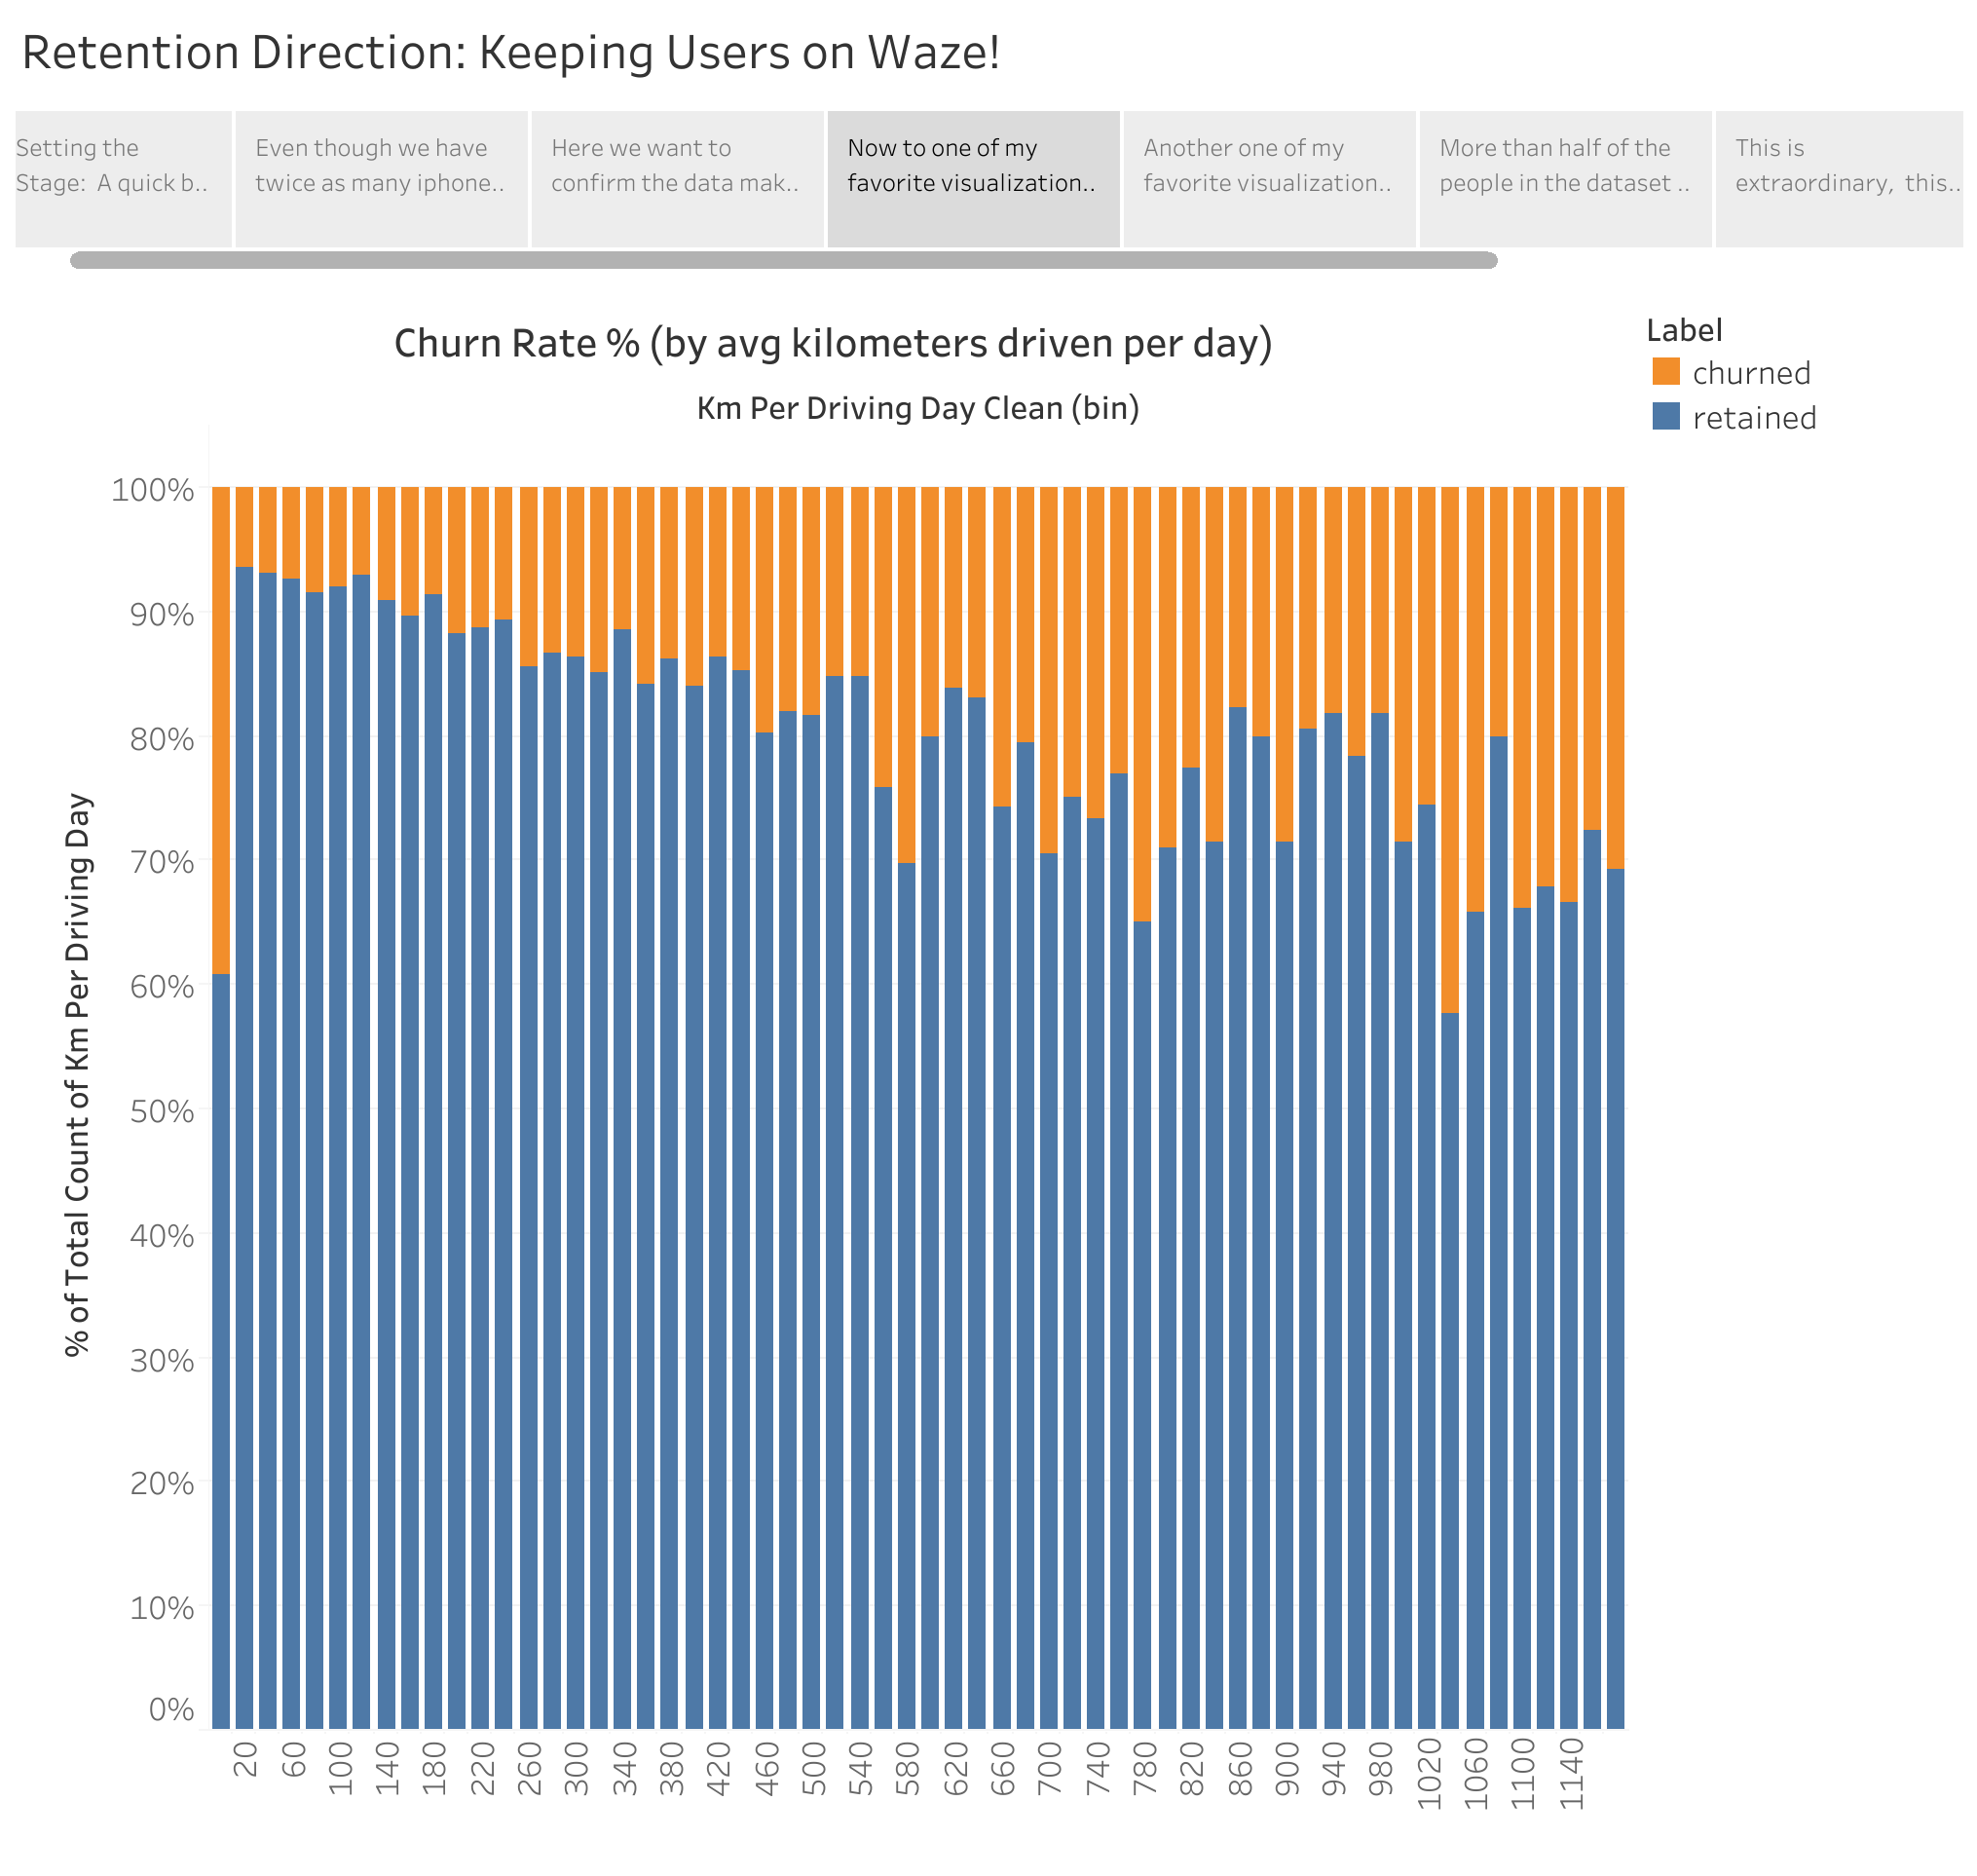 Retention Direction: Keeping Users on Waze!
Setting the
Stage:  A quick b..
Even though we have
twice as many iphone..
Here we want to
confirm the data mak..
Now to one of my
favorite visualization..
Another one of my
favorite visualization..
More than half of the
people in the dataset ..
This is
extraordinary,  this..
Churn Rate % (by avg kilometers driven per day)
Km Per Driving Day Clean (bin)
Label
churned
retained
% of Total Count of Km Per Driving Day
100%
90%
80%
70%
60%
50%
40%
30%
20%
10%
0%
20
60
100
140
180
220
260
300
340
380
420
460
500
540
580
620
660
700
740
780
820
860
900
940
980
1020
1060
1100
1140